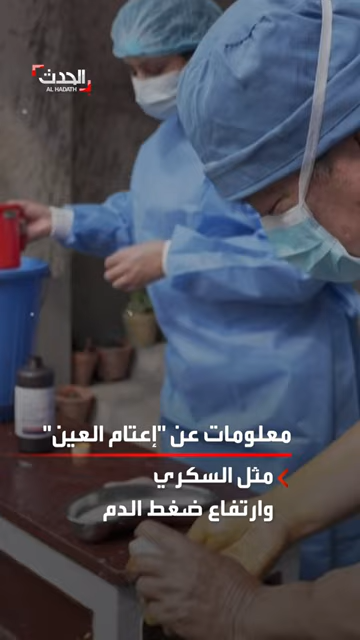 الحدث
AL HADATH
معلومات عن "إعتام العين"
مثل السكري
وارتفاع ضغط الدم